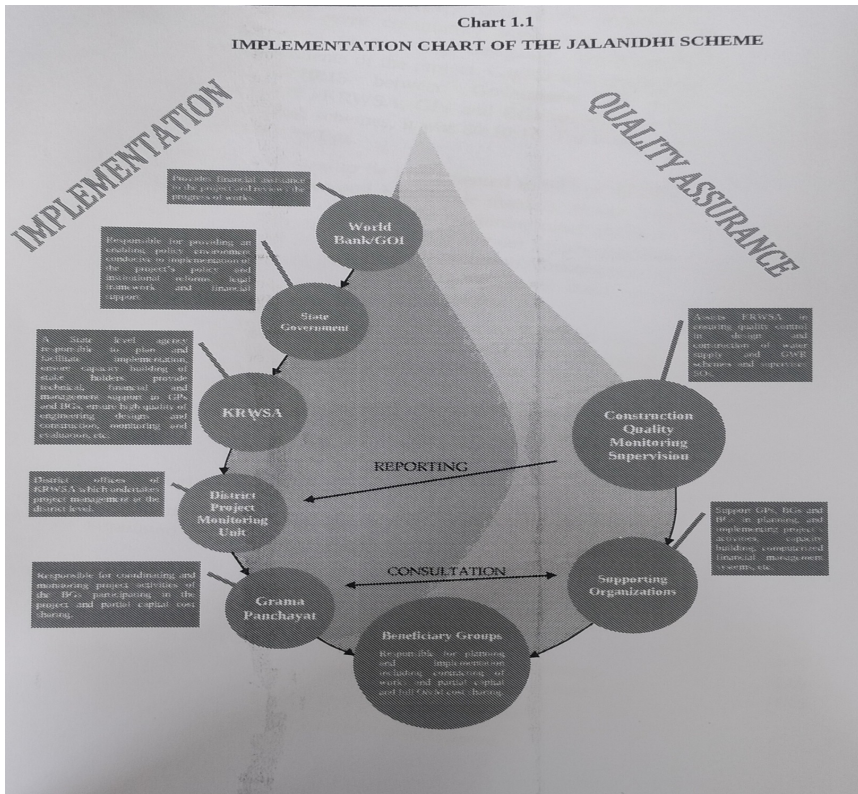 Chart 1.1
IMPLEMENTATION CHART OF THE JALANIDHI SCHEME
IMPLEMENTATION
QUALITY ASSURANCE
Provides financial assistance
to the project and reviews the
progress of works.
World
Bank/GOI
Responsible for providing an
enabling policy environment
conducive to implementation of
the project's policy and
institutional reforms legal
framework and financial
support.
State
Government
A State level agency
responsible to plan and
facilitate implementation,
ensure capacity building of
stake holders, provide
technical, financial and
management support to GPs
and BGs, ensure high quality of
engineering designs and
construction, monitoring and
evaluation, etc.
KRWSA
Assists KRWSA in
ensuring quality control
in design and
construction of water
supply and GWR
schemes and supervise
SOs.
Construction
Quality
Monitoring
Supervision
REPORTING
District offices of
KRWSA which undertakes
project management at the
district level.
District
Project
Monitoring
Unit
Support GPs, BGs and
in planning, and
implementing project
activities, capacity
building, computerized
financial management
systems, etc.
Responsible for coordinating and
monitoring project activities of
the BGs participating in the
project and partial capital cost
sharing.
Grama
Panchayat
CONSULTATION
Supporting
Organizations
Beneficiary Groups
Responsible for planning
and implementation
including contracting of
works and partial capital
and full O&M cost sharing.